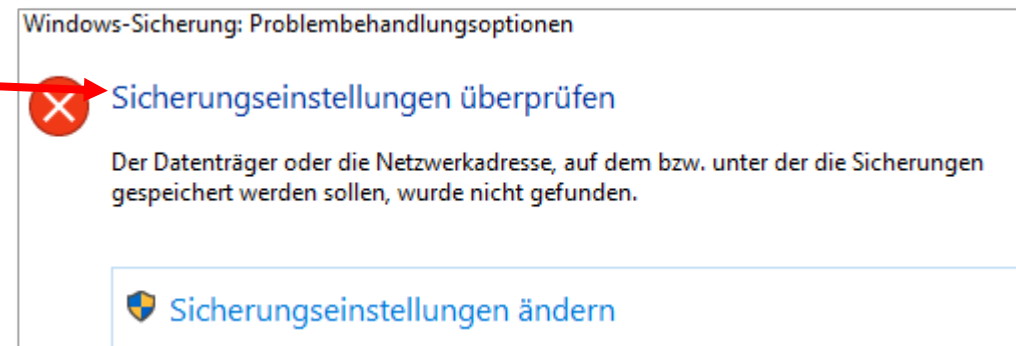 Windows-Sicherung: Problembehandlungsoptionen
Sicherungseinstellungen überprüfen
Der Datenträger oder die Netzwerkadresse, auf dem bzw. unter der die Sicherungen
gespeichert werden sollen, wurde nicht gefunden.
Sicherungseinstellungen ändern